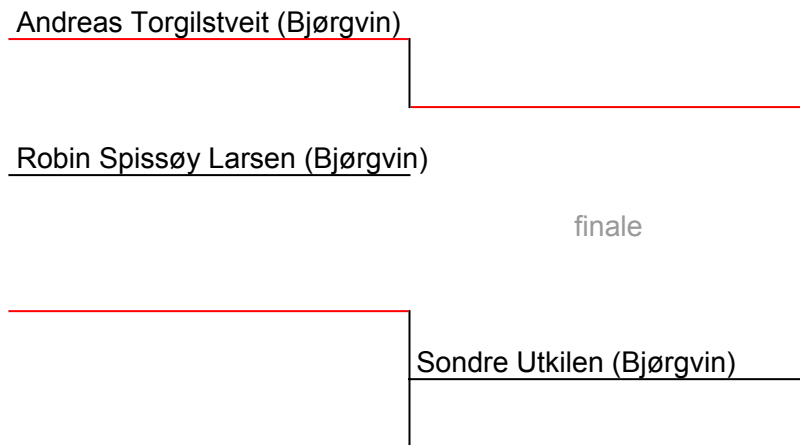 Andreas Torgilstveit (Bjørgvin)
Robin Spissøy Larsen (Bjørgvin)
finale
Sondre Utkilen (Bjørgvin)